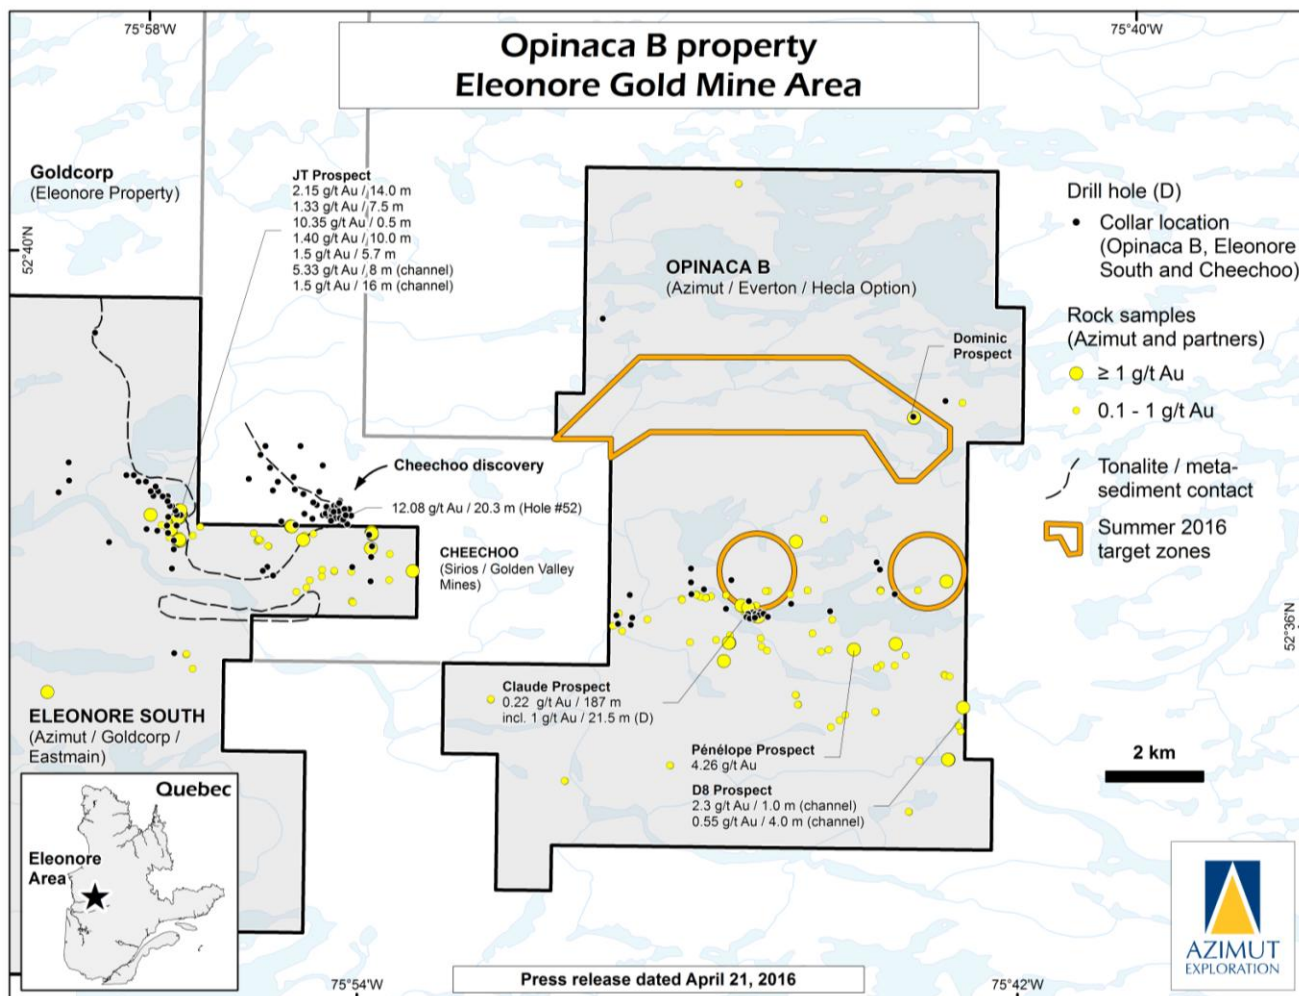 75°58'W
75°40'W
Opinaca B property
Eleonore Gold Mine Area
Goldcorp
(Eleonore Property)
52°40'N
JT Prospect
2.15 g/t Au / 14.0 m
1.33 g/t Au / 7.5 m
10.35 g/t Au / 0.5 m
1.40 g/t Au / 10.0 m
1.5 g/t Au / 5.7 m
5.33 g/t Au / 8 m (channel)
1.5 g/t Au / 16 m (channel)
OPINACA B
(Azimut / Everton / Hecla Option)
Dominic
Prospect
Drill hole (D)
Collar location
(Opinaca B, Eleonore
South and Cheechoo)
Rock samples
(Azimut and partners)
≥ 1 g/t Au
0.1 - 1 g/t Au
Tonalite / meta-
sediment contact
Summer 2016
target zones
Cheechoo discovery
12.08 g/t Au / 20.3 m (Hole #52)
CHEECHOO
(Sirios / Golden Valley
Mines)
52°36'N
Claude Prospect
0.22 g/t Au / 187 m
incl. 1 g/t Au / 21.5 m (D)
ELEONORE SOUTH
(Azimut / Goldcorp /
Eastmain)
Pénélope Prospect
4.26 g/t Au
D8 Prospect
2.3 g/t Au / 1.0 m (channel)
0.55 g/t Au / 4.0 m (channel)
2 km
Quebec
Eleonore
Area
AZIMUT
EXPLORATION
75°54'W
Press release dated April 21, 2016
75°42'W